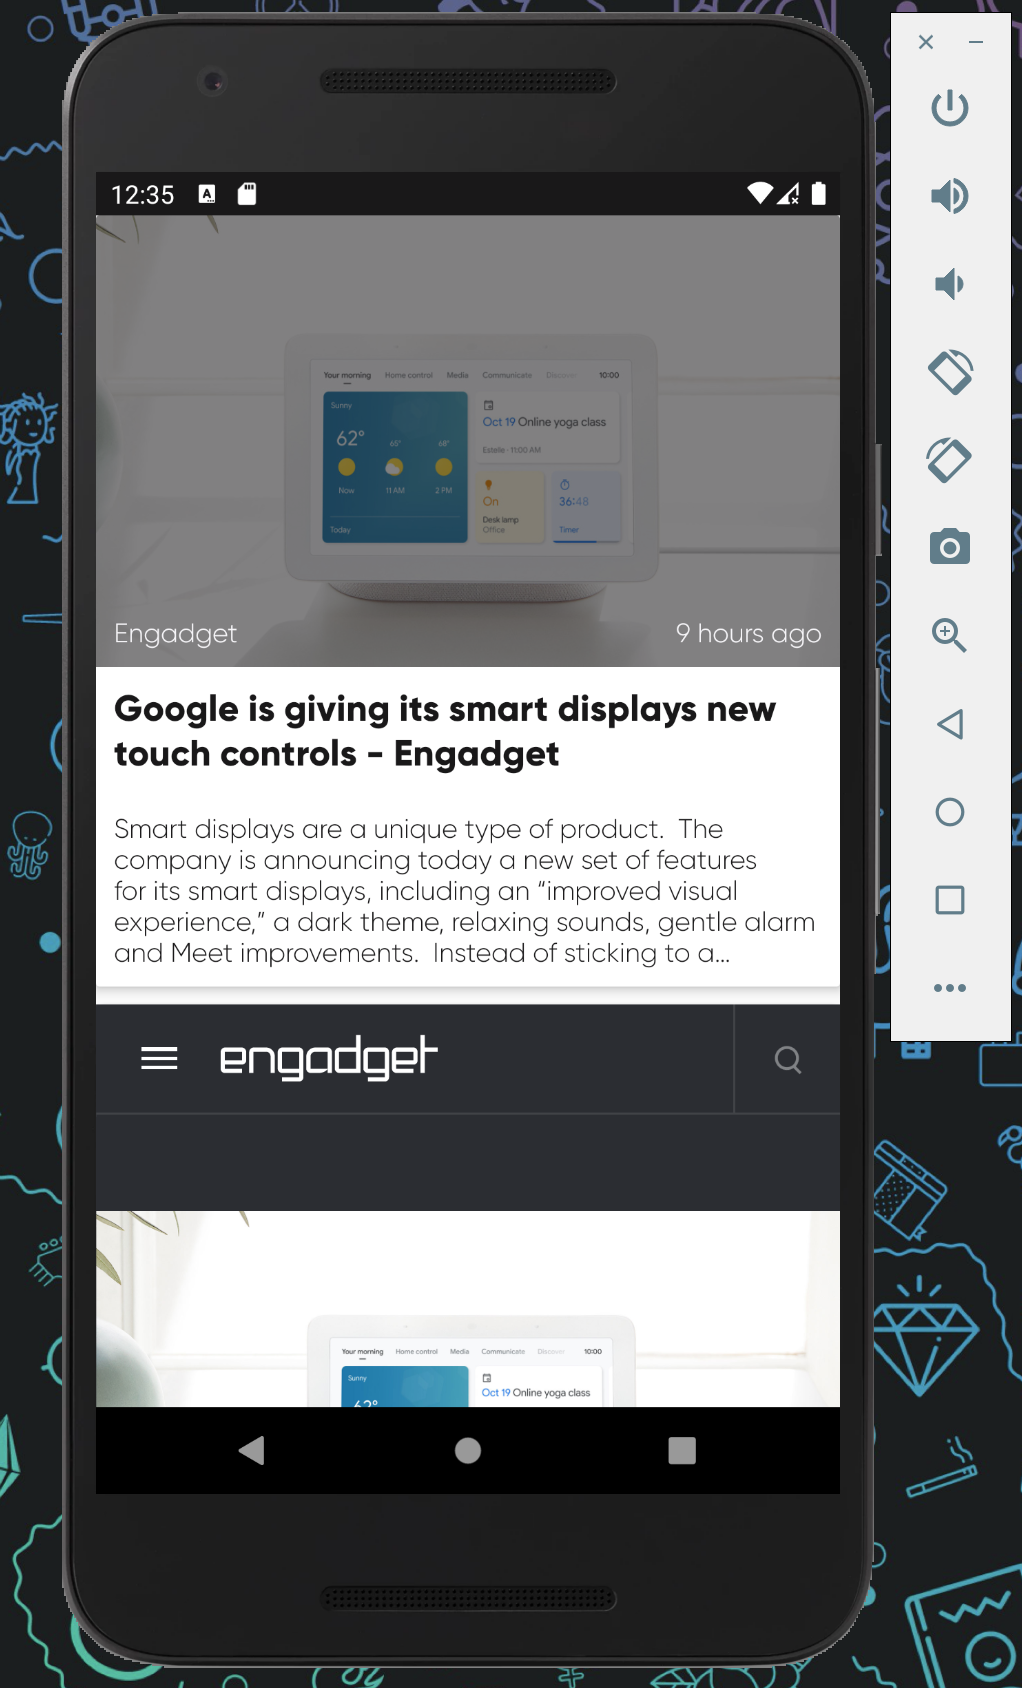 12:35
A
Your morning Home control Media Communicate Discover 10:00
Sunny
62°
65°
68°
Now
11 AM
2 PM
Today
Oct 19 Online yoga class
Estelle · 11:00 AM
On
Desk lamp
Office
36:48
Timer
Engadget
9 hours ago
Google is giving its smart displays new
touch controls - Engadget
Smart displays are a unique type of product.  The
company is announcing today a new set of features
for its smart displays, including an “improved visual
experience,” a dark theme, relaxing sounds, gentle alarm
and Meet improvements.  Instead of sticking to a...
engadget
Your morning Home control Media Communicate Discover 10:00
Sunny
62°
Oct 19 Online yoga class